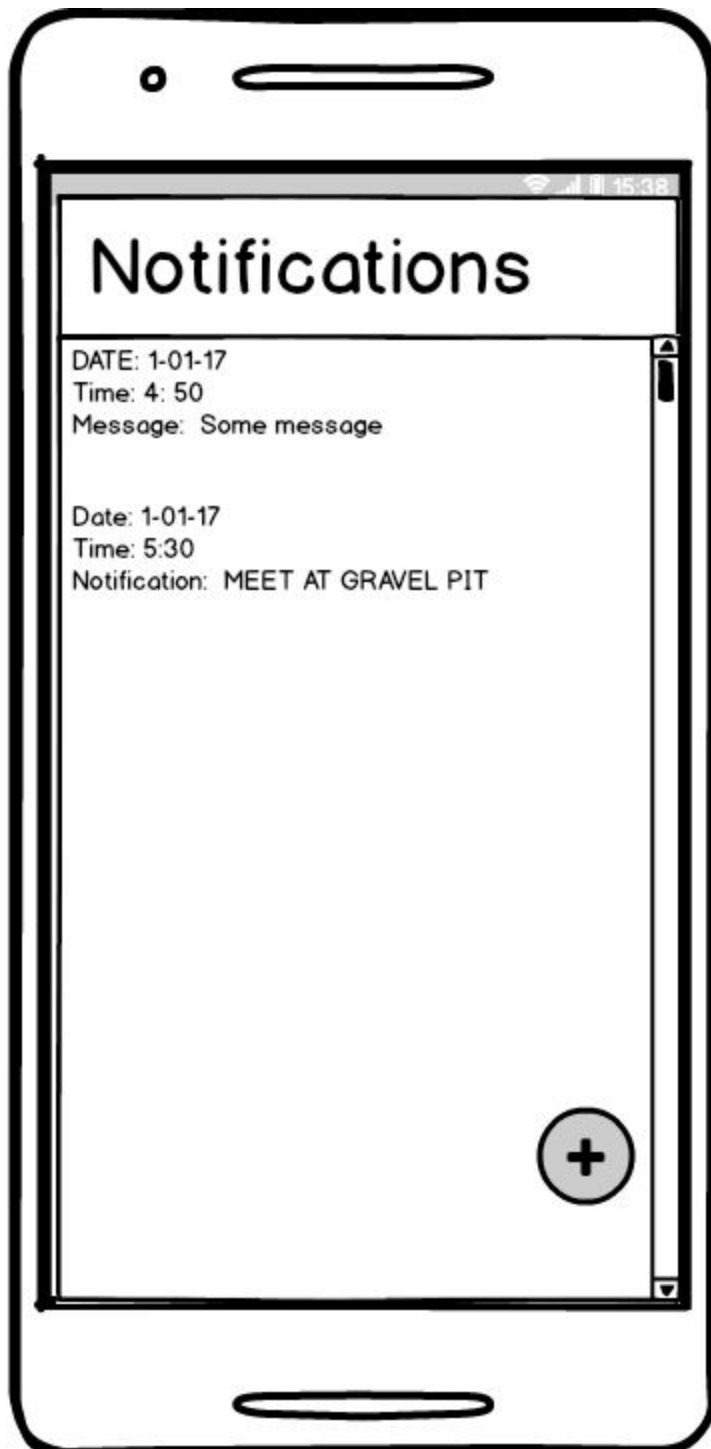 15:38
Notifications
DATE: 1-01-17
Time: 4: 50
Message: Some message
Date: 1-01-17
Time: 5:30
Notification: MEET AT GRAVEL PIT
+